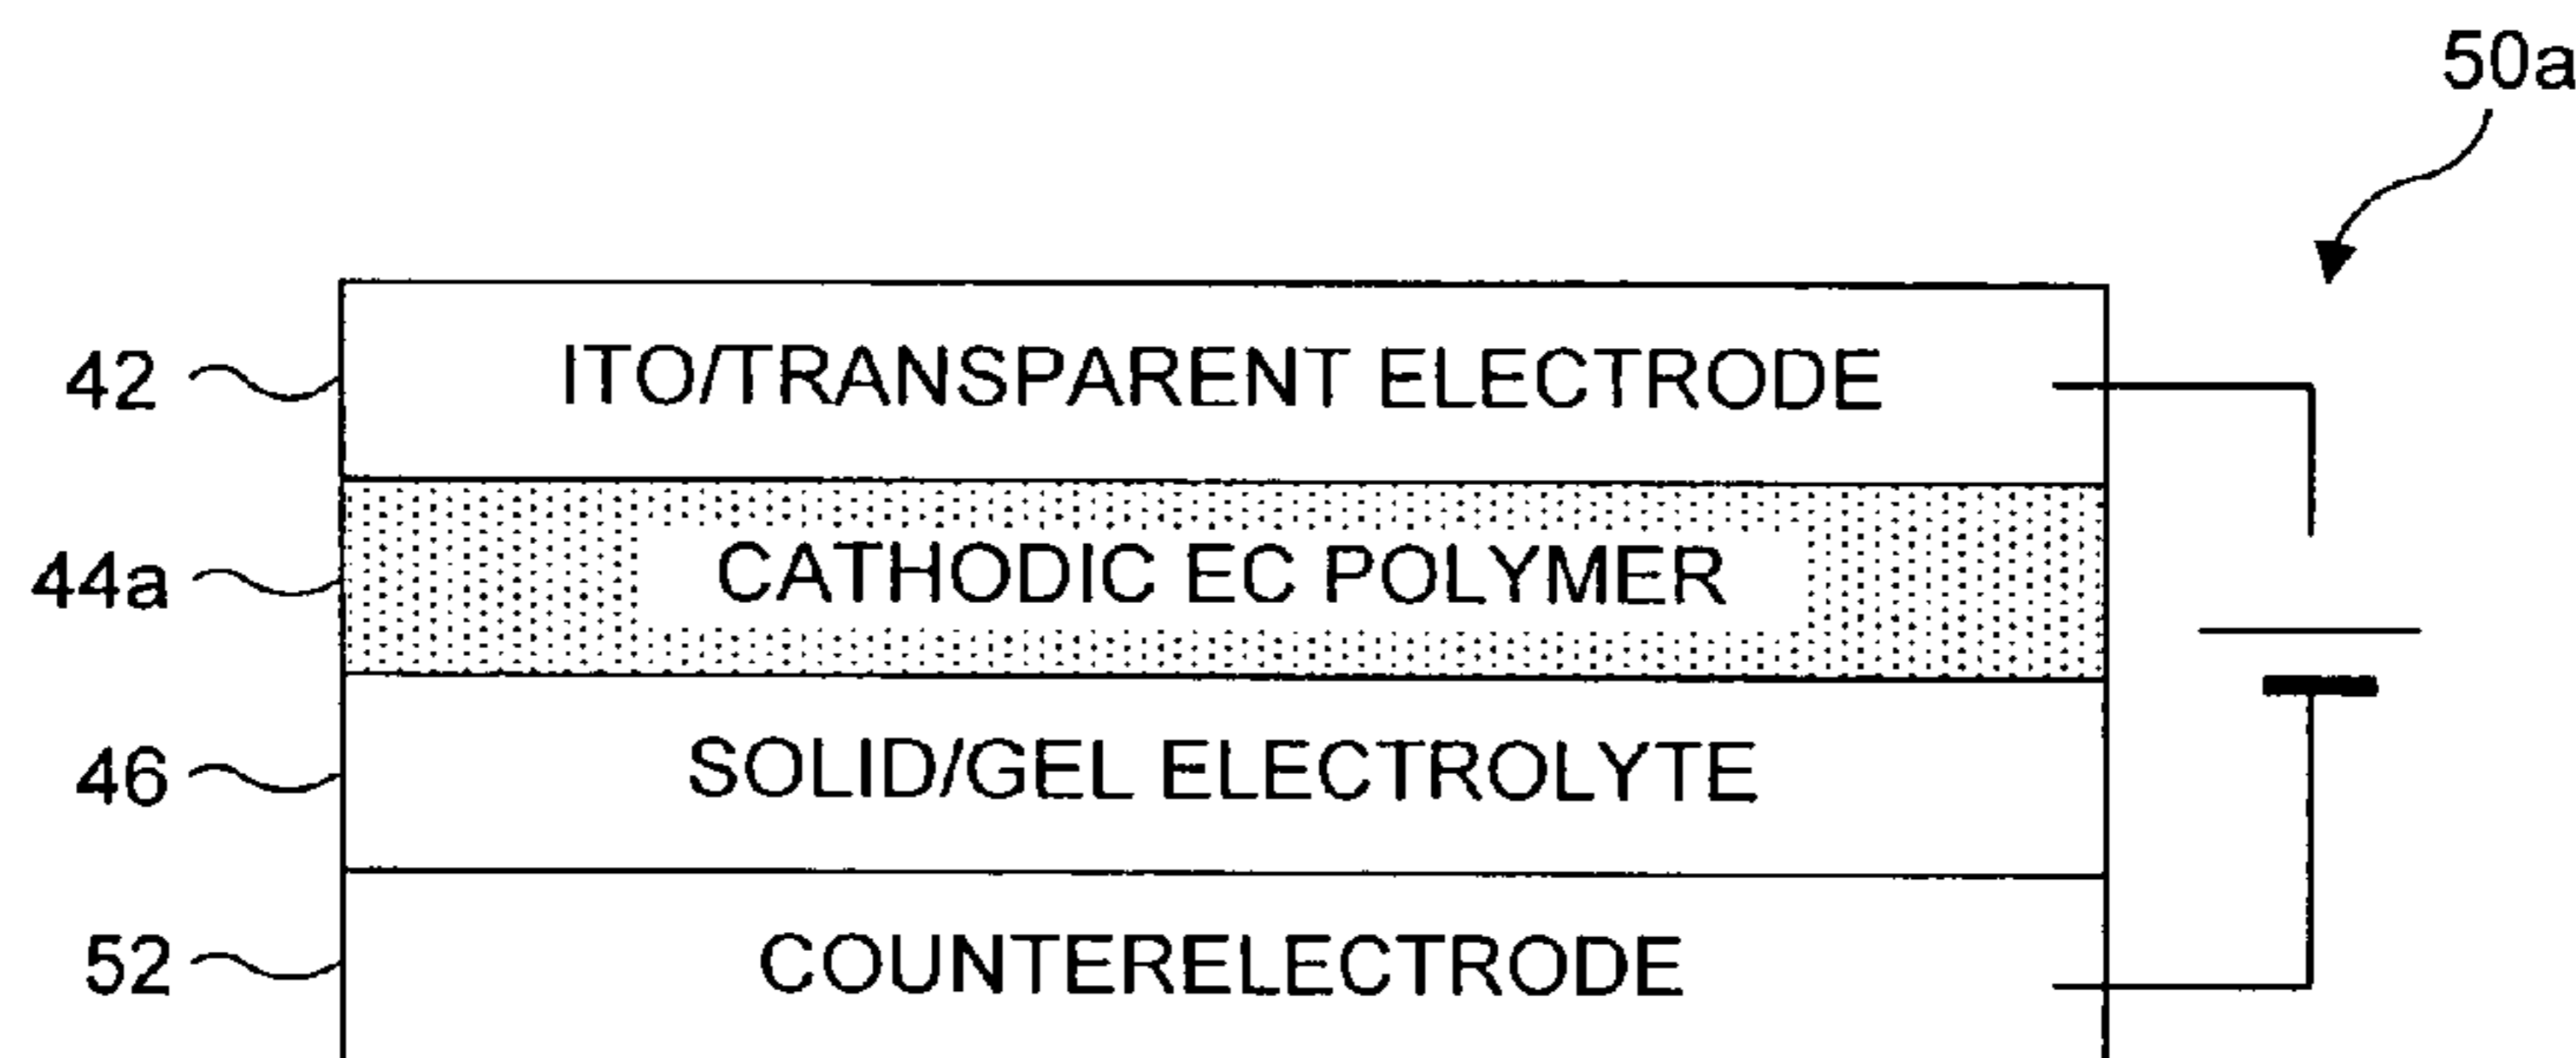 50a
42 ITO/TRANSPARENT ELECTRODE
44a CATHODIC EC POLYMER
46 SOLID/GEL ELECTROLYTE
52 COUNTERELECTRODE